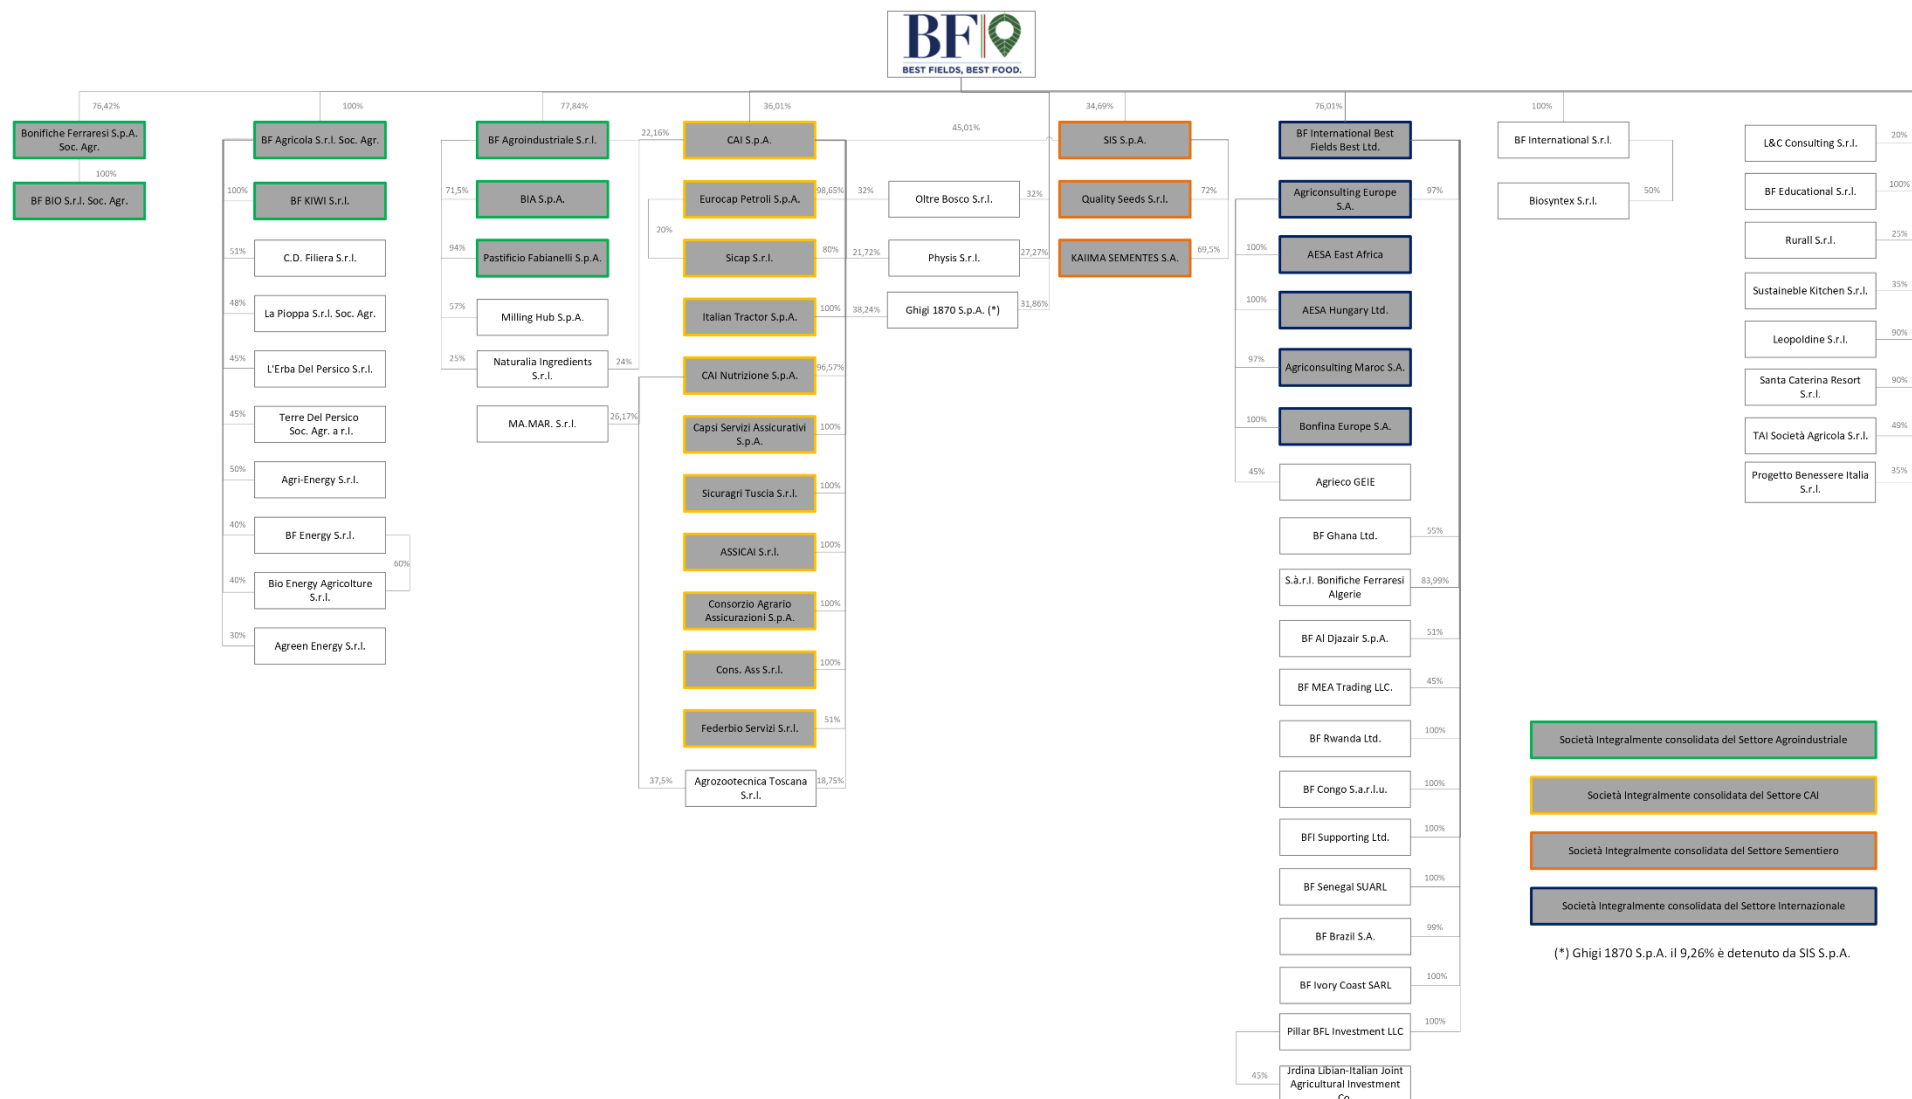 BF
BEST FIELDS, BEST FOOD.
76,42%
100%
77,84%
36,01%
34,69%
76,01%
100%
Bonifiche Ferraresi S.p.A.
Soc. Agr.
100%
BF BIO S.r.l. Soc. Agr.
BF Agricola S.r.l. Soc. Agr.
100%
BF KIWI S.r.l.
51%
C.D. Filiera S.r.l.
48%
La Pioppa S.r.l. Soc. Agr.
45%
L'Erba Del Persico S.r.l.
45%
Terre Del Persico
Soc. Agr. a r.l.
50%
Agri-Energy S.r.l.
40%
BF Energy S.r.l.
60%
40%
Bio Energy Agricolture
S.r.l.
30%
Agreen Energy S.r.l.
BF Agroindustriale S.r.l.
71,5%
BIA S.p.A.
94%
Pastificio Fabianelli S.p.A.
57%
Milling Hub S.p.A.
25%
Naturalia Ingredients
S.r.l.
24%
MA.MAR. S.r.l.
26,17%
22,16%
CAI S.p.A.
45,01%
Eurocap Petroli S.p.A.
98,65%
20%
Sicap S.r.l.
80%
Italian Tractor S.p.A.
100%
CAI Nutrizione S.p.A.
96,57%
Capsi Servizi Assicurativi
S.p.A.
100%
Sicuragri Tuscia S.r.l.
100%
ASSICAI S.r.l.
100%
Consorzio Agrario
Assicurazioni S.p.A.
100%
Cons. Ass S.r.l.
100%
Federbio Servizi S.r.l.
51%
37,5%
Agrozootecnica Toscana
S.r.l.
18,75%
32%
Oltre Bosco S.r.l.
32%
21,72%
Physis S.r.l.
27,27%
38,24%
Ghigi 1870 S.p.A. (*)
31,86%
SIS S.p.A.
Quality Seeds S.r.l.
72%
KAIIMA SEMENTES S.A.
69,5%
BF International Best
Fields Best Ltd.
Agriconsulting Europe
S.A.
97%
100%
AESA East Africa
100%
AESA Hungary Ltd.
97%
Agriconsulting Maroc S.A.
100%
Bonfina Europe S.A.
45%
Agrieco GEIE
BF Ghana Ltd.
55%
S.à.r.l. Bonifiche Ferraresi
Algerie
83,99%
BF Al Djazair S.p.A.
51%
BF MEA Trading LLC.
45%
BF Rwanda Ltd.
100%
BF Congo S.a.r.l.u.
100%
BFI Supporting Ltd.
100%
BF Senegal SUARL
100%
BF Brazil S.A.
99%
BF Ivory Coast SARL
100%
Pillar BFL Investment LLC
100%
45%
Jrdina Libian-Italian Joint
Agricultural Investment
Co
BF International S.r.l.
Biosyntex S.r.l.
50%
L&C Consulting S.r.l.
20%
BF Educational S.r.l.
100%
Rurall S.r.l.
25%
Sustaineble Kitchen S.r.l.
35%
Leopoldine S.r.l.
90%
Santa Caterina Resort
S.r.l.
90%
TAI Società Agricola S.r.l.
49%
Progetto Benessere Italia
S.r.l.
35%
Società Integralmente consolidata del Settore Agroindustriale
Società Integralmente consolidata del Settore CAI
Società Integralmente consolidata del Settore Sementiero
Società Integralmente consolidata del Settore Internazionale
(*) Ghigi 1870 S.p.A. il 9,26% è detenuto da SIS S.p.A.